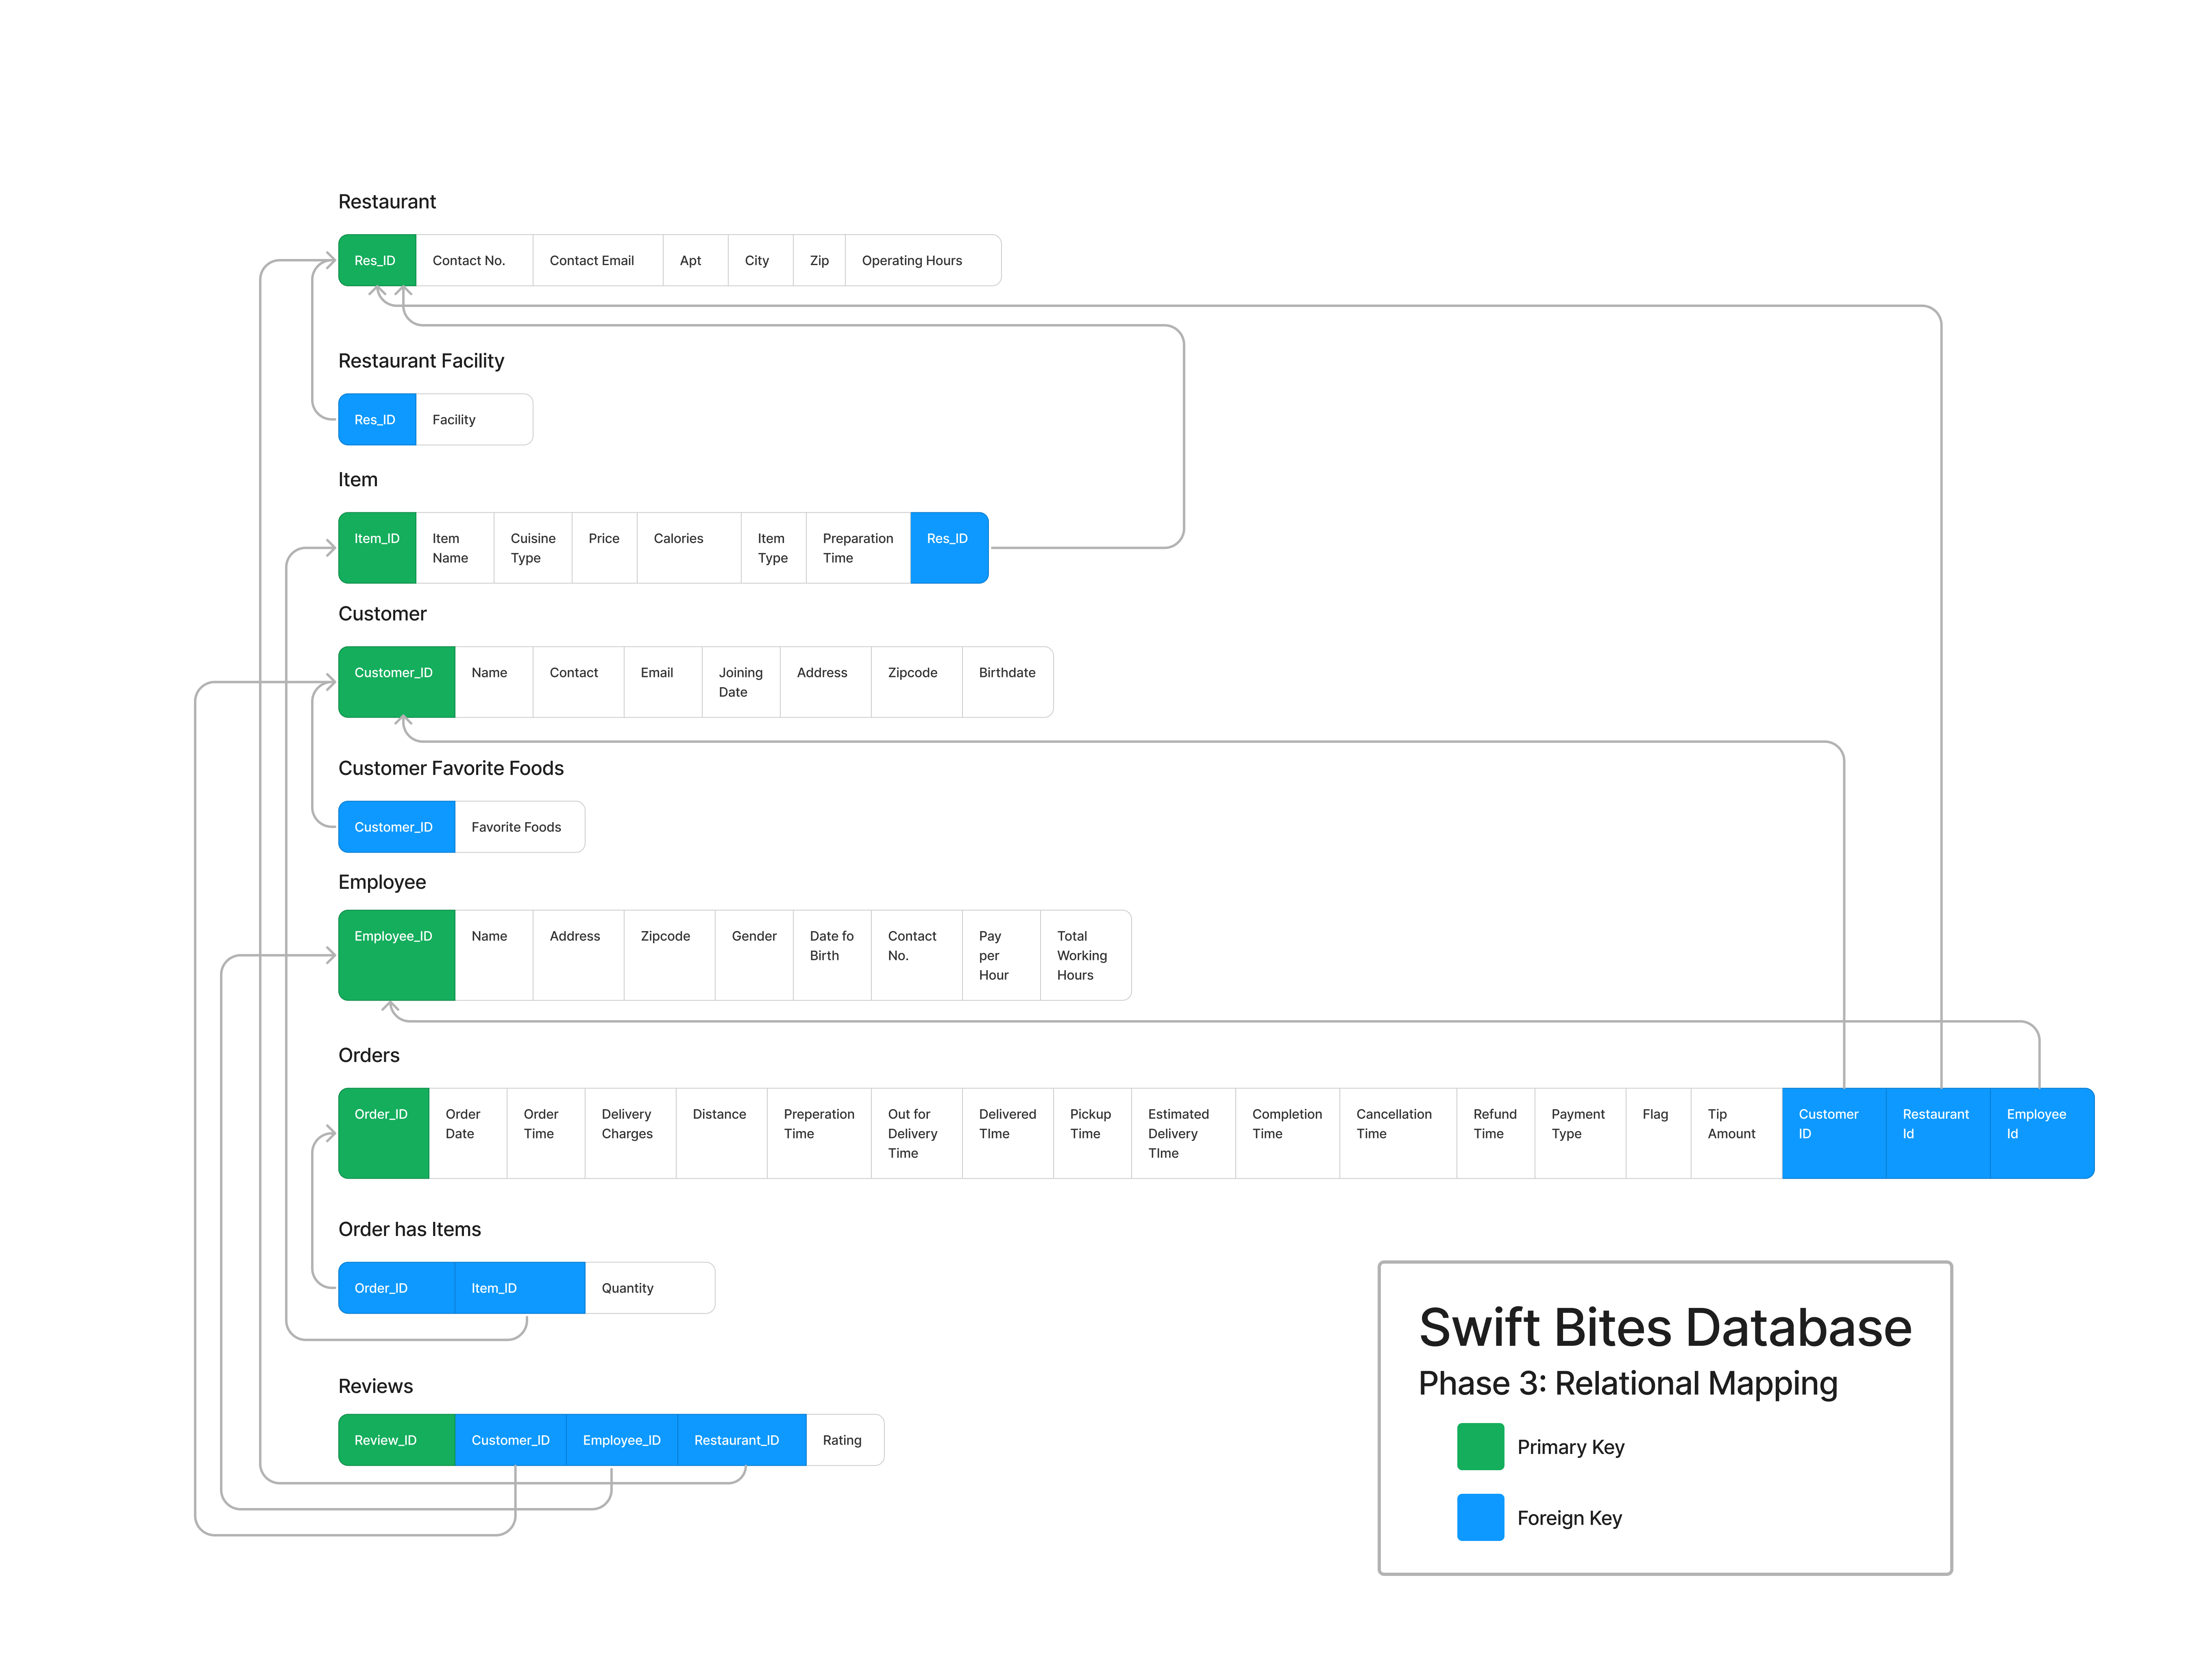 Restaurant
Res_ID Contact No. Contact Email Apt City Zip Operating Hours
Restaurant Facility
Res_ID Facility
Item
Item_ID Item Cuisine Price Calories Item Preparation Res_ID
Name Type Type Time
Customer
Customer_ID Name Contact Email Joining Address Zipcode Birthdate
Date
Customer Favorite Foods
Customer_ID Favorite Foods
Employee
Employee_ID Name Address Zipcode Gender Date fo Contact Pay Total
Birth No. per Working
Hour Hours
Orders
Order_ID Order Order Delivery Distance Preperation Out for Delivered Pickup Estimated Completion Cancellation Refund Payment Flag Tip Customer Restaurant Employee
Date Time Charges Time Delivery TIme Time Delivery Time Time Time Type Amount ID Id Id
Time TIme
Order has Items
Order_ID Item_ID Quantity
Reviews
Review_ID Customer_ID Employee_ID Restaurant_ID Rating
Swift Bites Database
Phase 3: Relational Mapping
Primary Key
Foreign Key